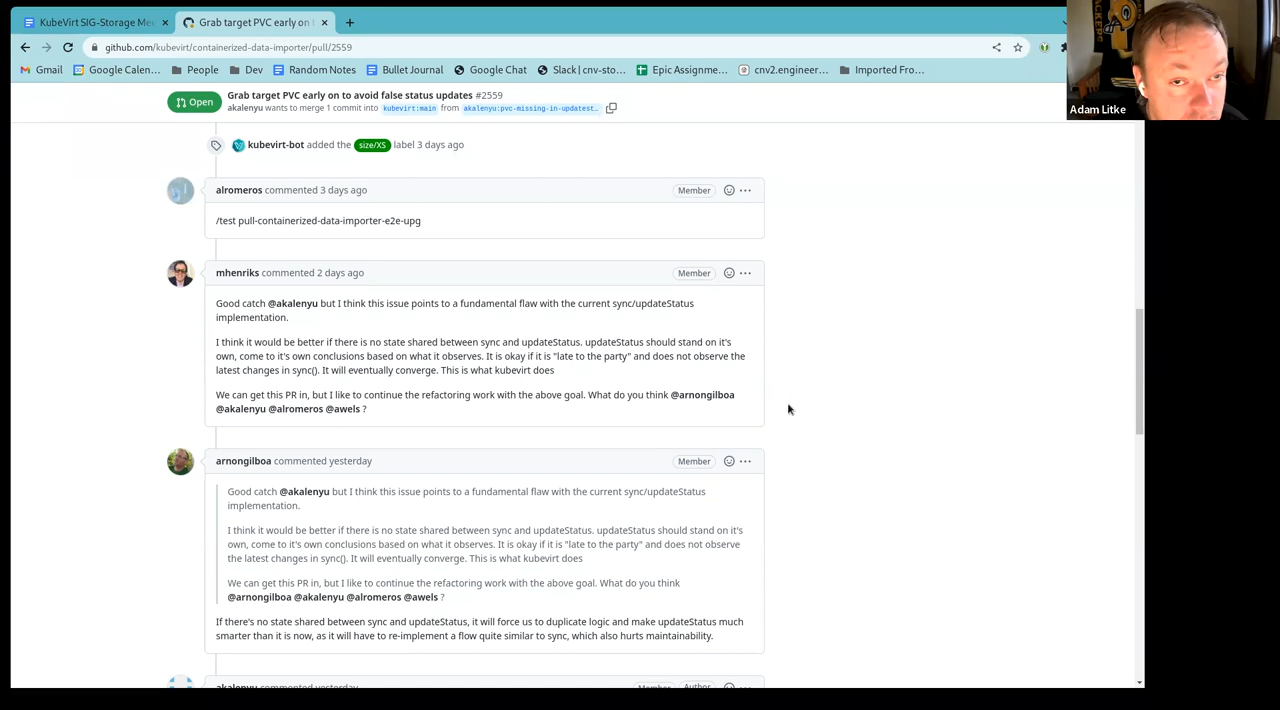 KubeVirt SIG-Storage Me
Grab target PVC early on t
github.com/kubevirt/containerized-data-importer/pull/2559
Gmail
Google Calen…
People
Dev
Random Notes
Bullet Journal
Google Chat
Slack | cnv-sto…
Epic Assignme…
cnv2.engineer…
Imported Fro…
Adam Litke
Open
Grab target PVC early on to avoid false status updates #2559
akalenyu wants to merge 1 commit into kubevirt:main from akalenyu:pvc-missing-in-updatest…
kubevirt-bot added the size/XS label 3 days ago
alromeros commented 3 days ago
Member
/test pull-containerized-data-importer-e2e-upg
mhenriks commented 2 days ago
Member
Good catch @akalenyu but I think this issue points to a fundamental flaw with the current sync/updateStatus
implementation.
I think it would be better if there is no state shared between sync and updateStatus. updateStatus should stand on it's
own, come to it's own conclusions based on what it observes. It is okay if it is "late to the party" and does not observe the
latest changes in sync(). It will eventually converge. This is what kubevirt does
We can get this PR in, but I like to continue the refactoring work with the above goal. What do you think @arnongilboa
@akalenyu @alromeros @awels ?
arnongilboa commented yesterday
Member
Good catch @akalenyu but I think this issue points to a fundamental flaw with the current sync/updateStatus
implementation.
I think it would be better if there is no state shared between sync and updateStatus. updateStatus should stand on it's
own, come to it's own conclusions based on what it observes. It is okay if it is "late to the party" and does not observe
the latest changes in sync(). It will eventually converge. This is what kubevirt does
We can get this PR in, but I like to continue the refactoring work with the above goal. What do you think
@arnongilboa @akalenyu @alromeros @awels ?
If there's no state shared between sync and updateStatus, it will force us to duplicate logic and make updateStatus much
smarter than it is now, as it will have to re-implement a flow quite similar to sync, which also hurts maintainability.
akalenyu commented yesterday
Member
Author